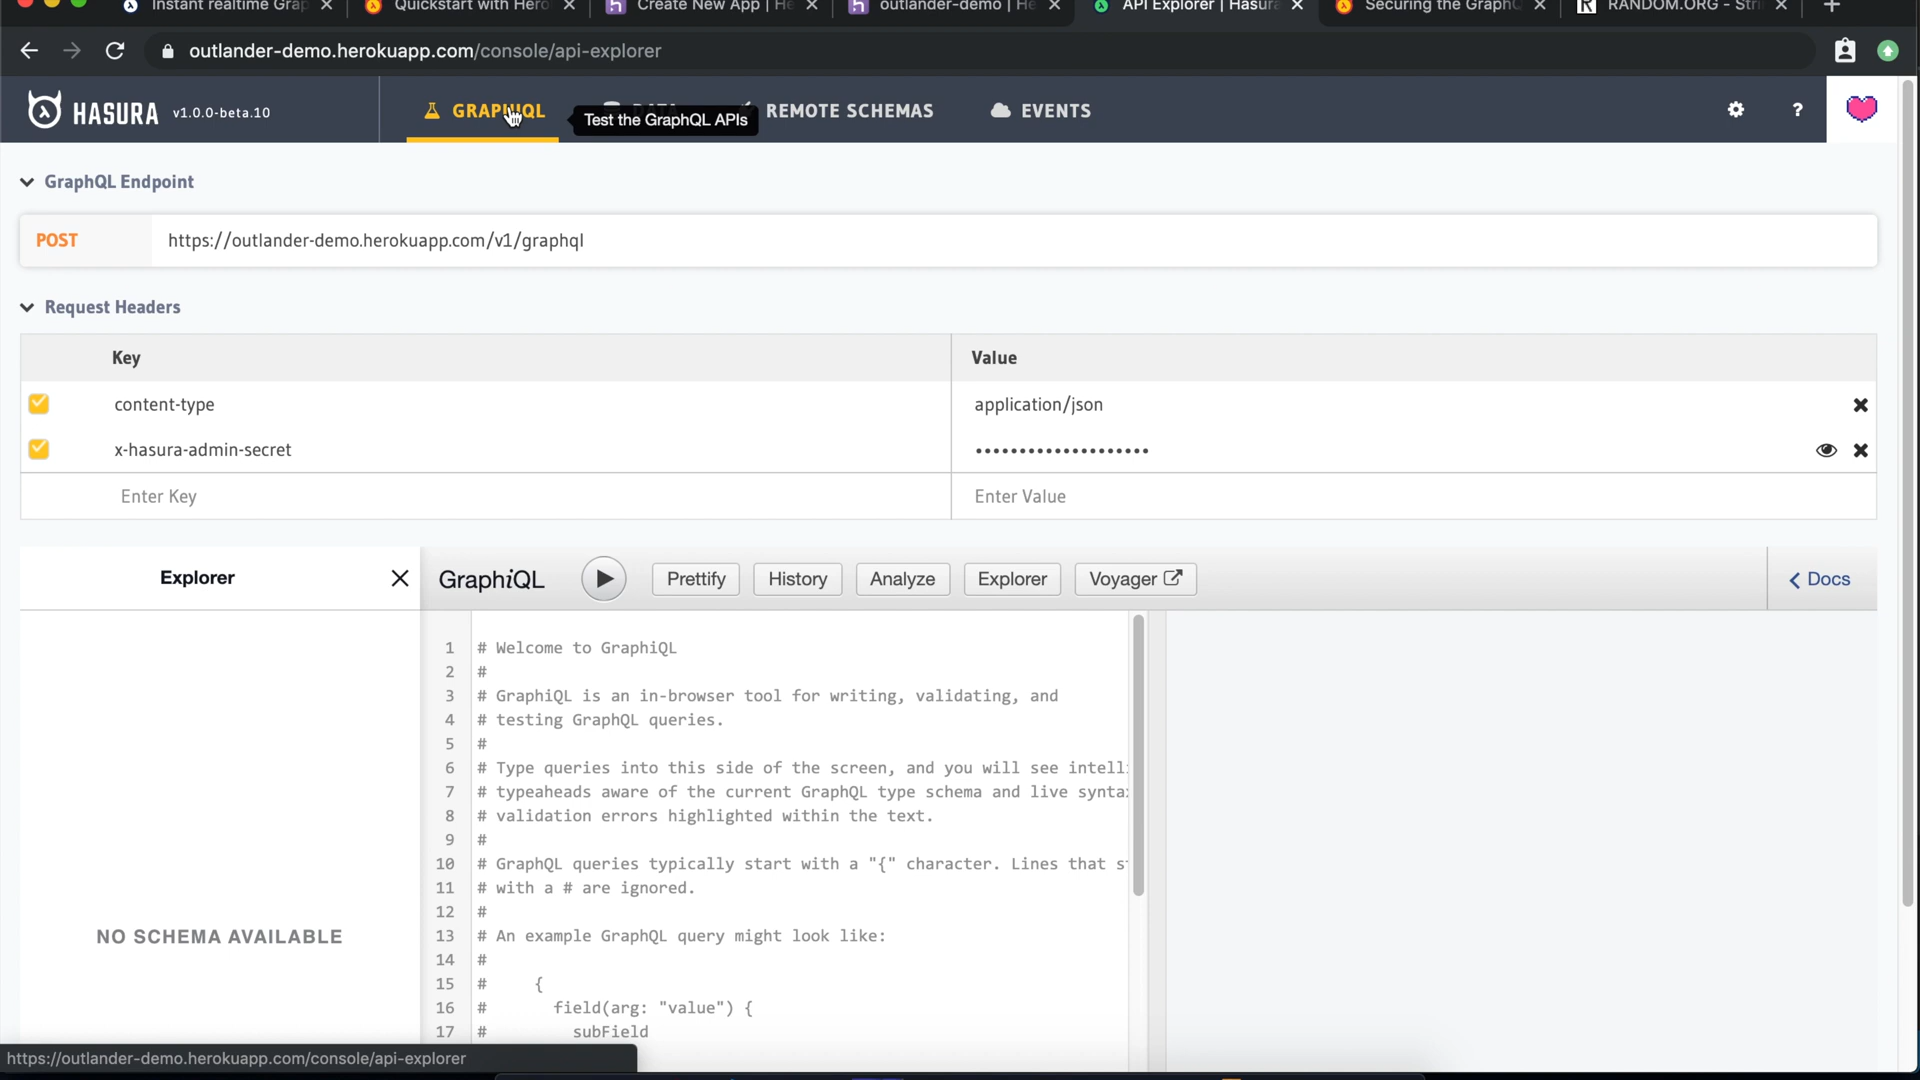 Instant realtime Grap
Quickstart with Hero
Create New App | He
outlander-demo | He
API Explorer | Hasura
Securing the GraphQ
RANDOM.ORG - Stri
outlander-demo.herokuapp.com/console/api-explorer
HASURA v1.0.0-beta.10
GRAPHIQL
DATA
Test the GraphQL APIs
REMOTE SCHEMAS
EVENTS
?
GraphQL Endpoint
POST https://outlander-demo.herokuapp.com/v1/graphql
Request Headers
Key Value
content-type application/json
x-hasura-admin-secret ••••••••••••••••••••
Enter Key Enter Value
Explorer
GraphiQL Prettify History Analyze Explorer Voyager Docs
1 # Welcome to GraphiQL
2 #
3 # GraphiQL is an in-browser tool for writing, validating, and
4 # testing GraphQL queries.
5 #
6 # Type queries into this side of the screen, and you will see intelli
7 # typeaheads aware of the current GraphQL type schema and live synta
8 # validation errors highlighted within the text.
9 #
10 # GraphQL queries typically start with a "{" character. Lines that s
11 # with a # are ignored.
12 #
13 # An example GraphQL query might look like:
14 #
15 # {
16 # field(arg: "value") {
17 # subField
NO SCHEMA AVAILABLE
https://outlander-demo.herokuapp.com/console/api-explorer